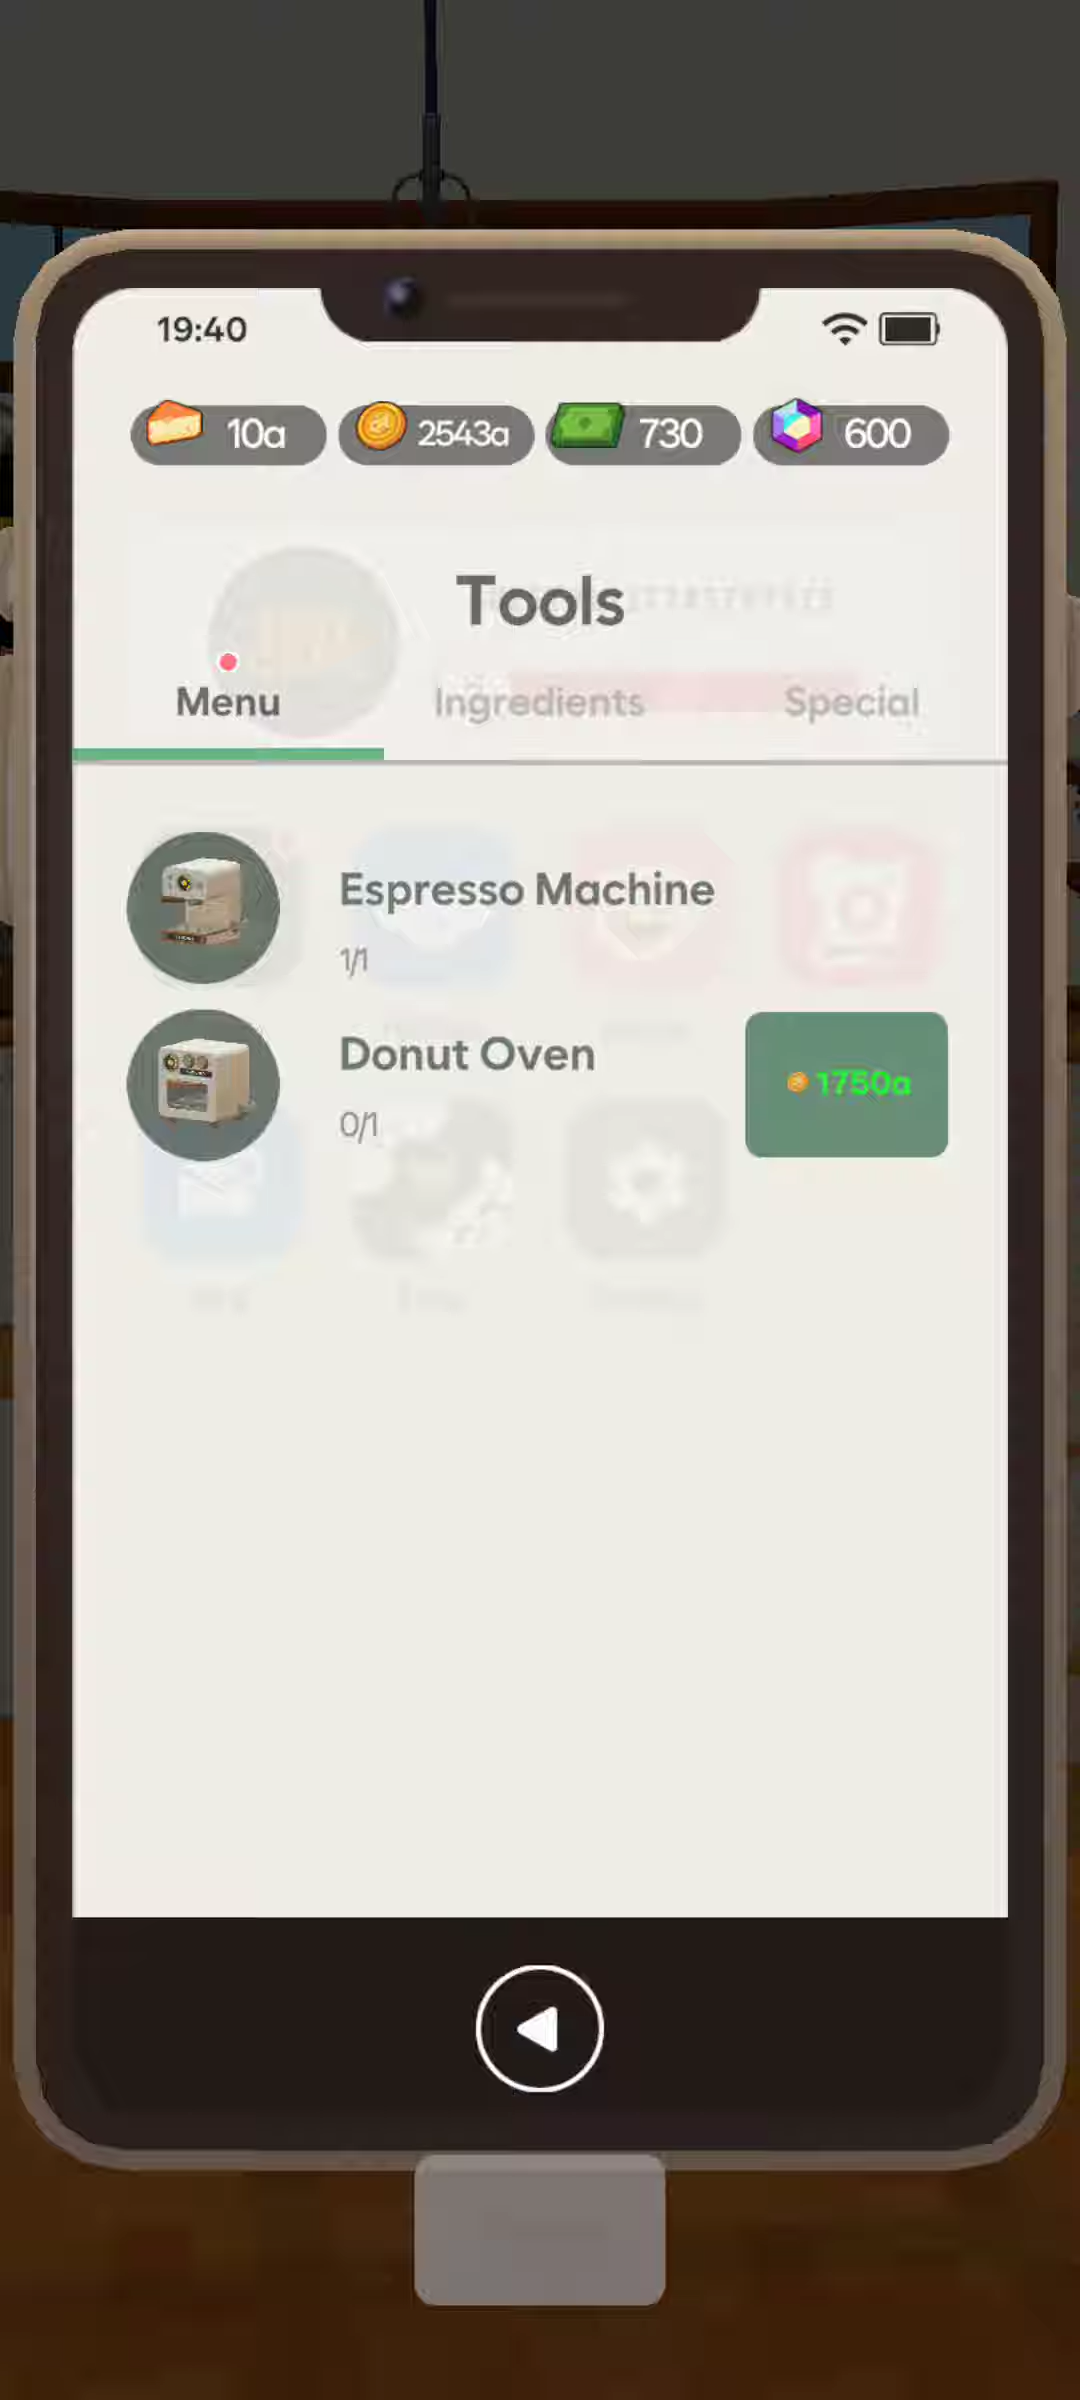 19:40
10a 2543a 730 600
Tools
Menu Ingredients Special
Espresso Machine
1/1
Donut Oven
0/1
1750a